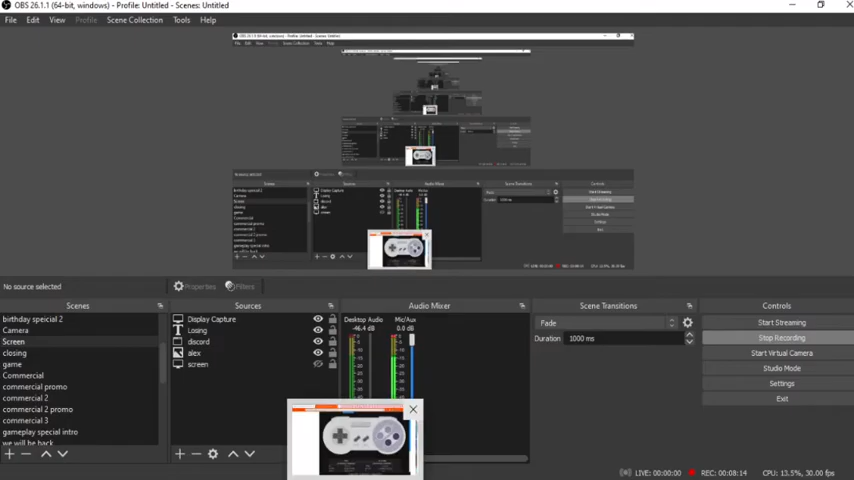 OBS 26.1.1 (64-bit, windows) - Profile: Untitled - Scenes: Untitled
File Edit View Profile Scene Collection Tools Help
No source selected Properties Filters
Scenes Sources Audio Mixer Scene Transitions Controls
birthday speicial 2
Camera
Screen
closing
game
Commercial
commercial promo
commercial 2
commercial 2 promo
commercial 3
gameplay special intro
we will be back
Display Capture
Losing
discord
alex
screen
Desktop Audio Mic/Aux
-46.4 dB 0.0 dB
Fade
Duration 1000 ms
Start Streaming
Stop Recording
Start Virtual Camera
Studio Mode
Settings
Exit
LIVE: 00:00:00 REC: 00:08:14 CPU: 13.5%, 30.00 fps